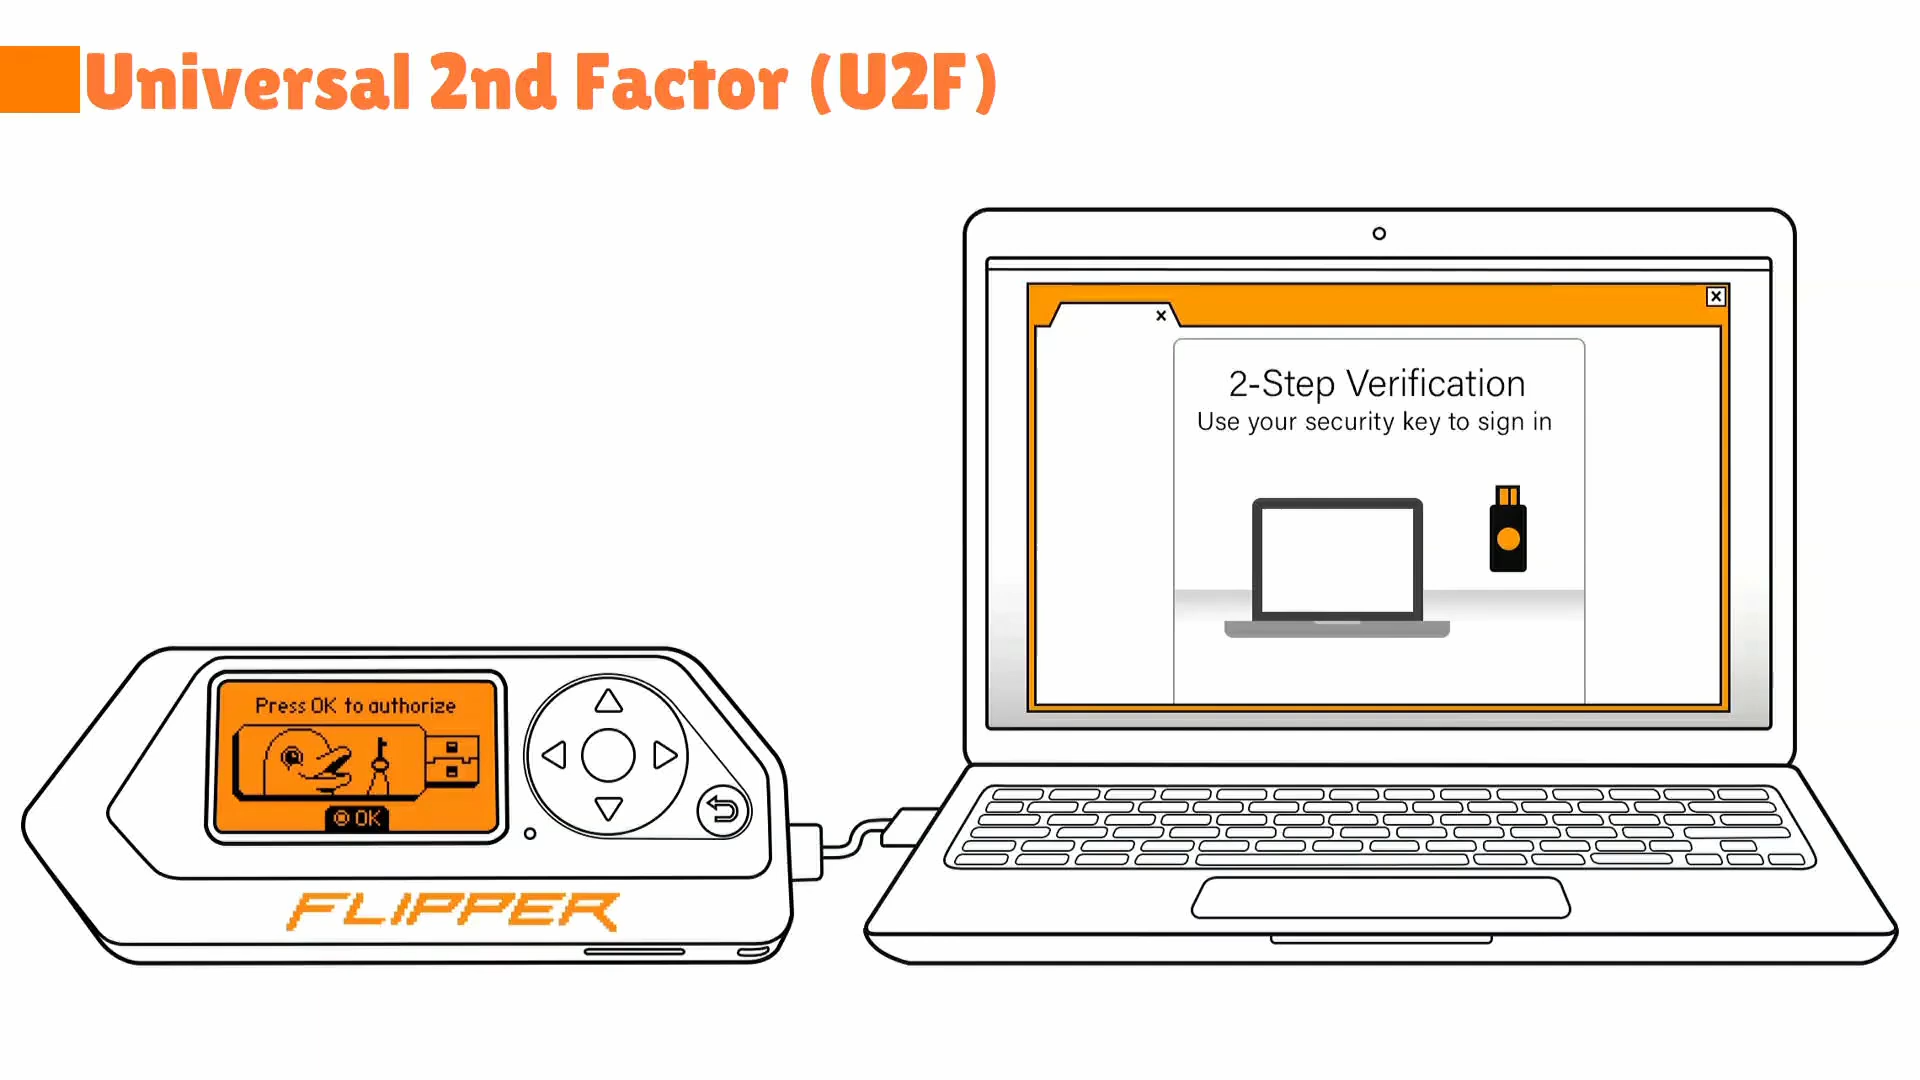 Universal 2nd Factor (U2F)
2-Step Verification
Use your security key to sign in
Press OK to authorize
OK
FLIPPER